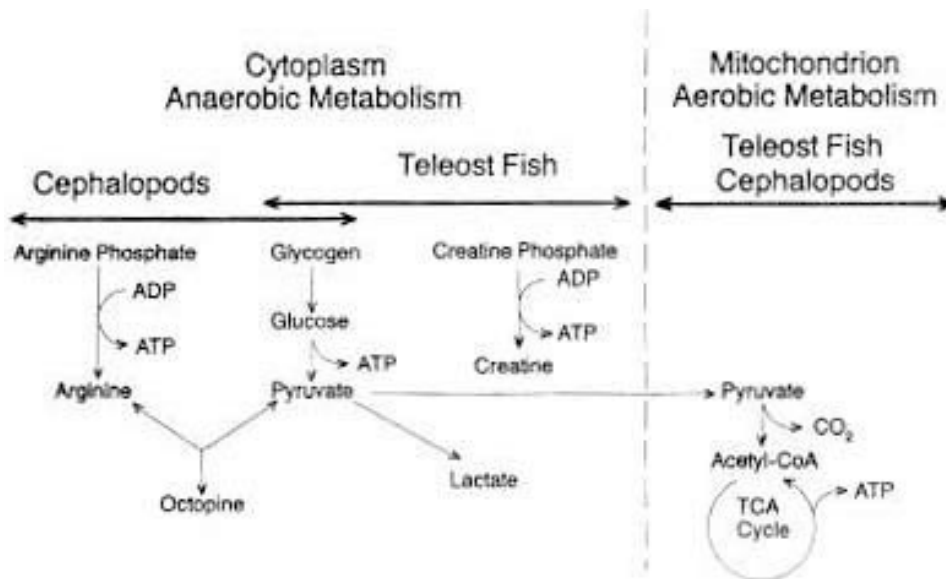 Cytoplasm
Anaerobic Metabolism
Mitochondrion
Aerobic Metabolism
Cephalopods
Teleost Fish
Teleost Fish
Cephalopods
Arginine Phosphate
Glycogen
Creatine Phosphate
ADP
ADP
Glucose
ATP
ATP
ATP
Creatine
Arginine
Pyruvate
Pyruvate
CO₂
Acetyl-CoA
Lactate
Octopine
TCA
Cycle
ATP